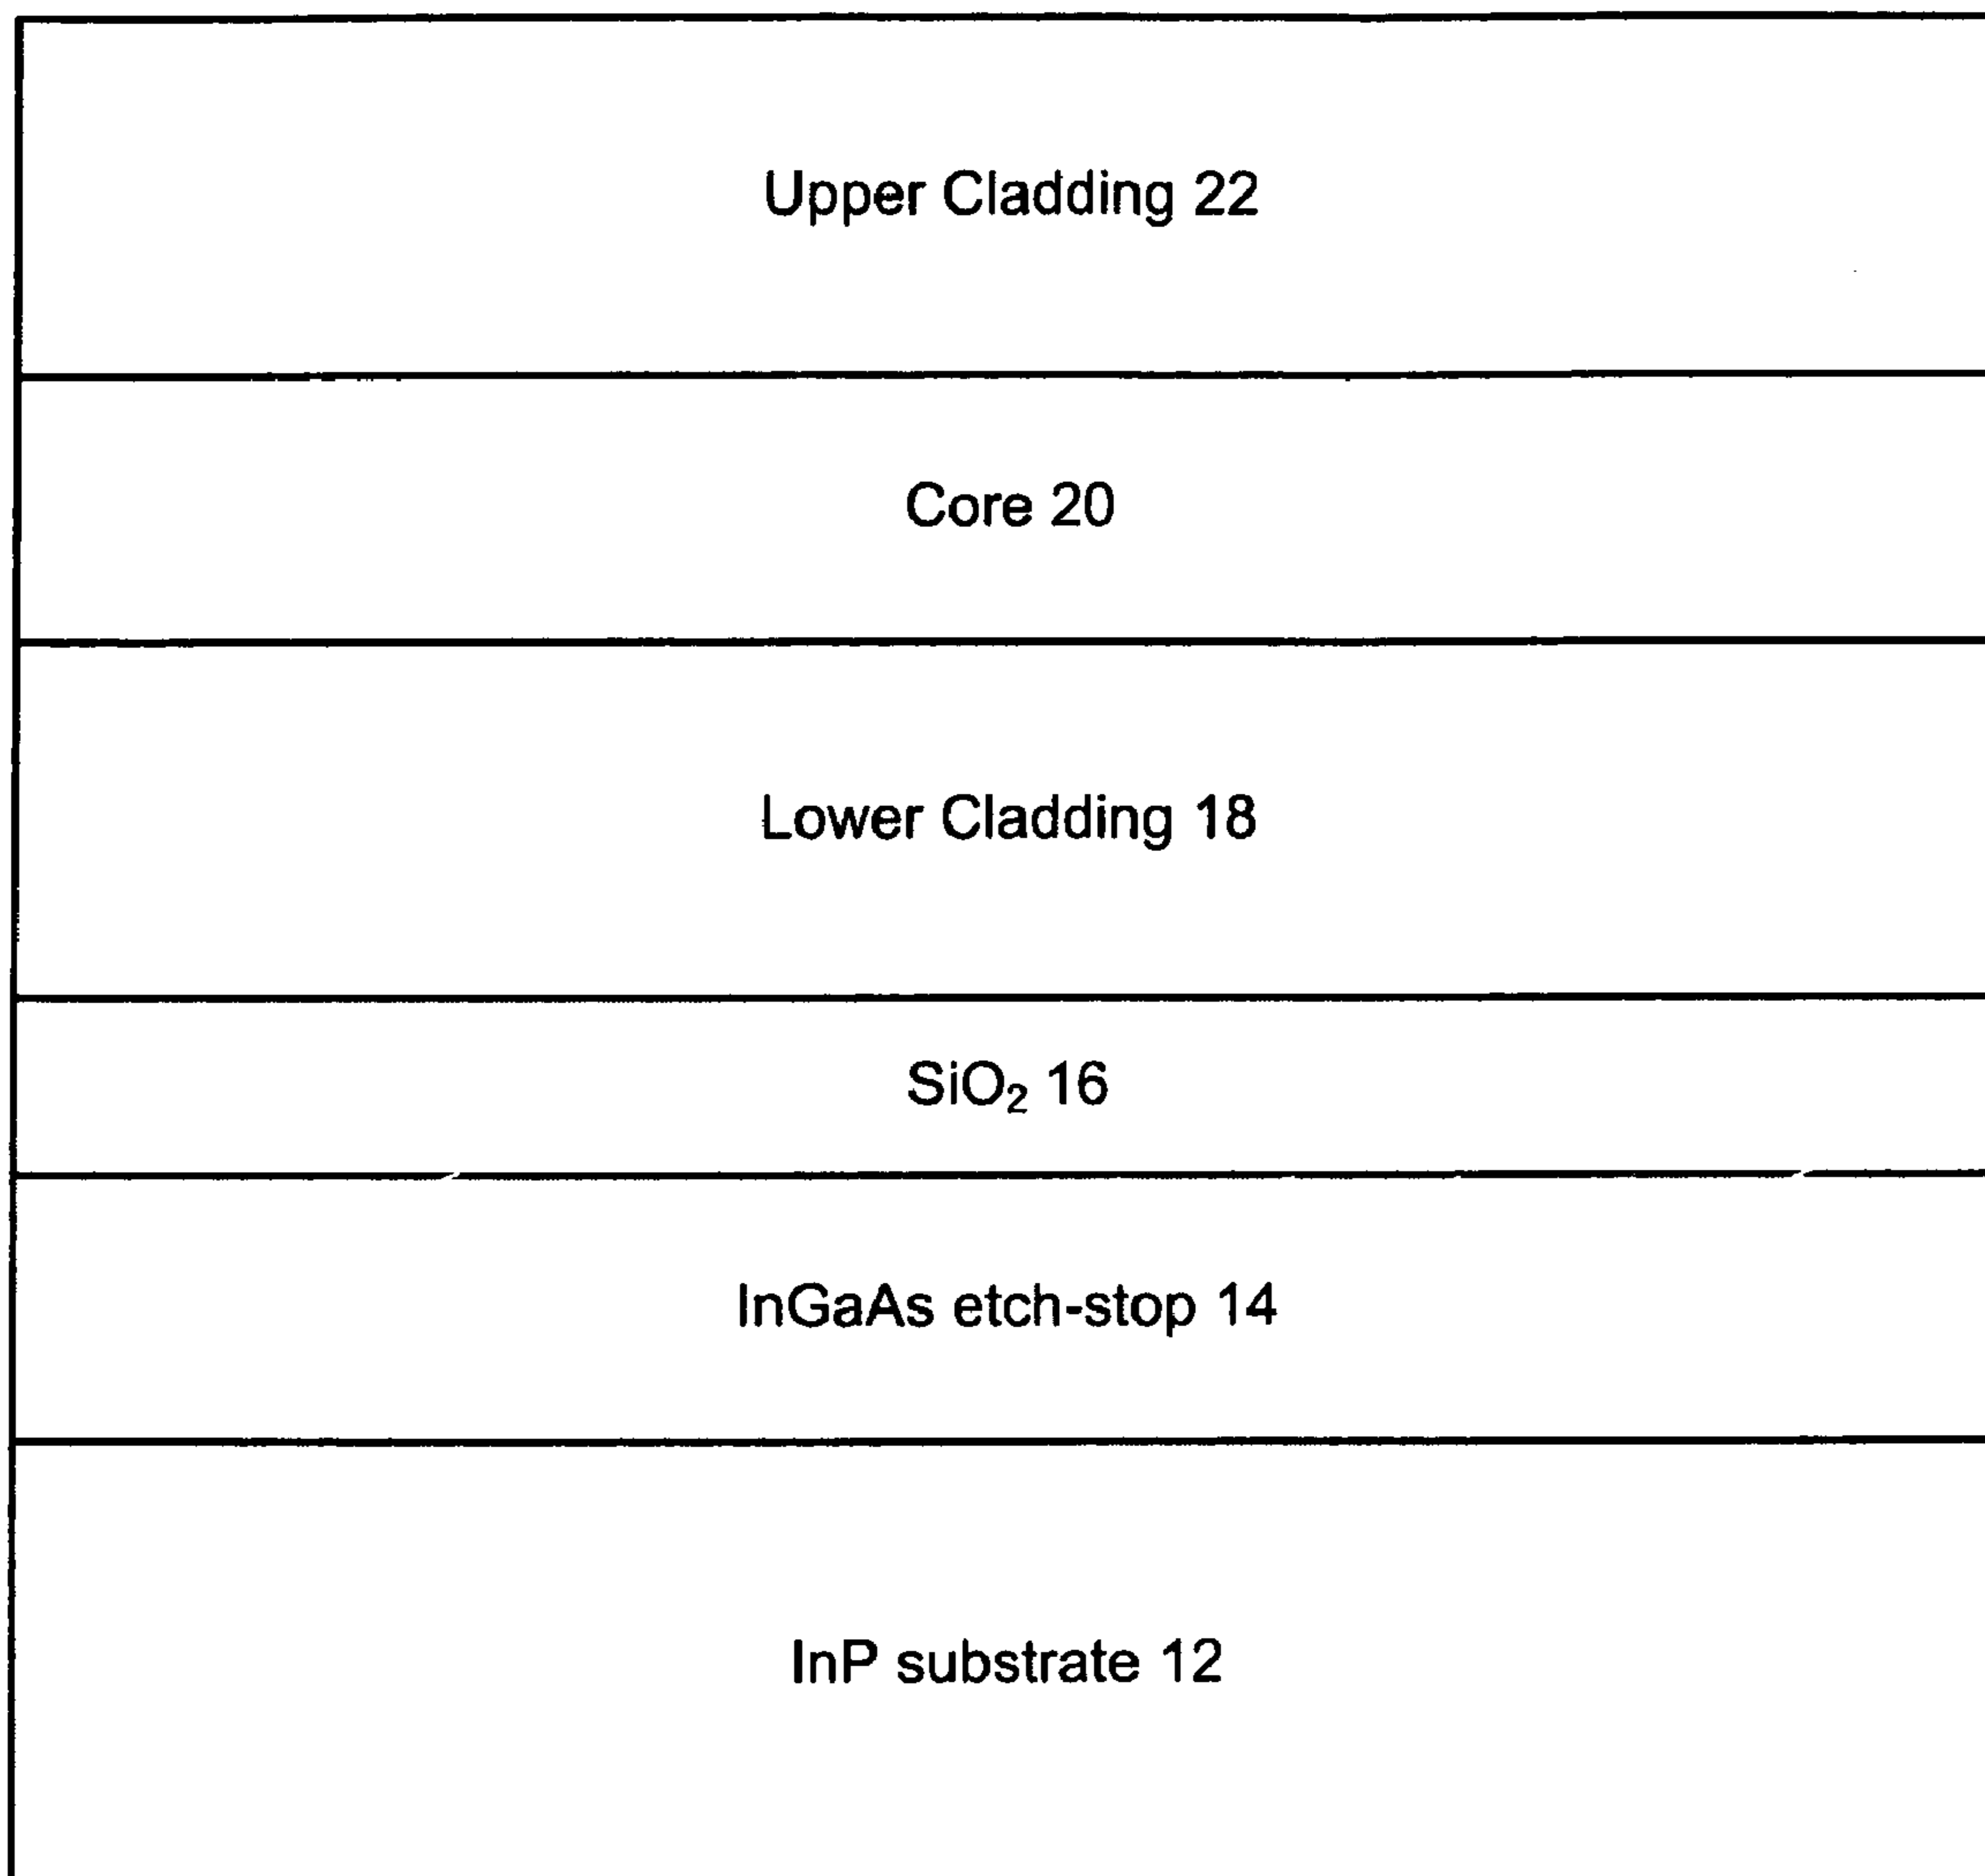 Upper Cladding 22
Core 20
Lower Cladding 18
SiO₂ 16
InGaAs etch-stop 14
InP substrate 12